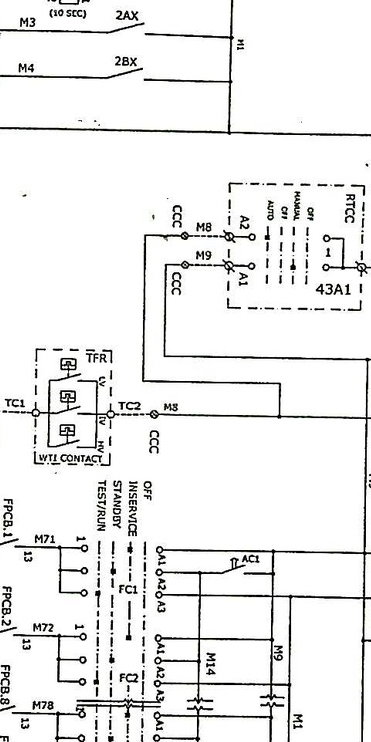 (10 SEC)
M3
2AX
M1
M4
2BX
RTCC
OFF
MANUAL
OFF
AUTO
A2
M8
CCC
1
M9
A1
CCC
43A1
TFR
LV
IV
HV
TC1
TC2
M8
CCC
WTI CONTACT
OFF
INSERVICE
STANDBY
TEST/RUN
FPCB.1
M71
13
1
A1
A2
A3
AC1
FC1
FPCB.2
M72
13
1
A1
A2
A3
M14
M9
FC2
FPCB.8
M78
13
1
A1
M1